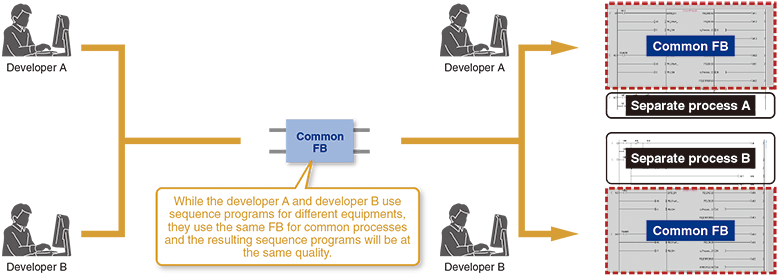 Developer A
Developer B
Common
FB
While the developer A and developer B use
sequence programs for different equipments,
they use the same FB for common processes
and the resulting sequence programs will be at
the same quality.
Developer A
Developer B
Common FB
Separate process A
Separate process B
Common FB